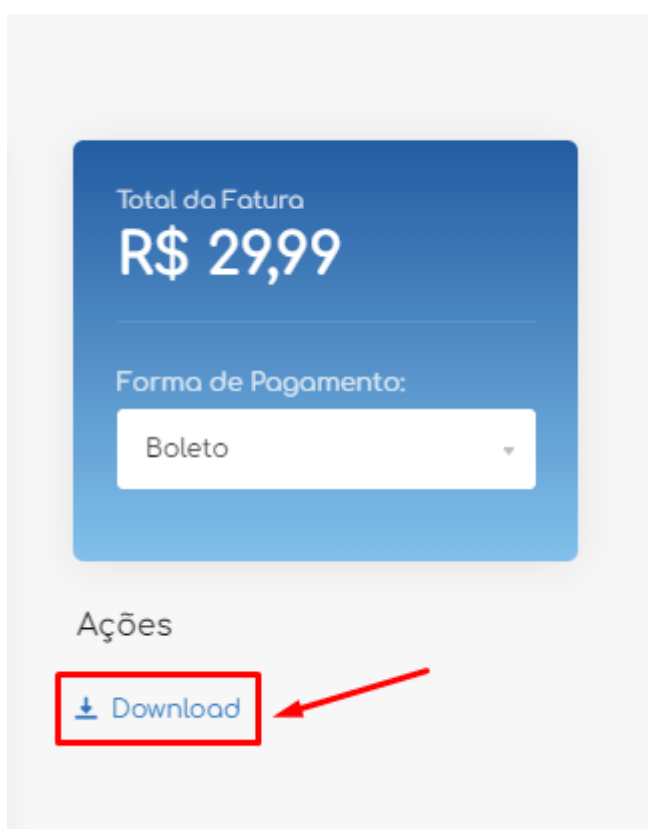 Total da Fatura
R$ 29,99
Forma de Pagamento:
Boleto
Ações
Download